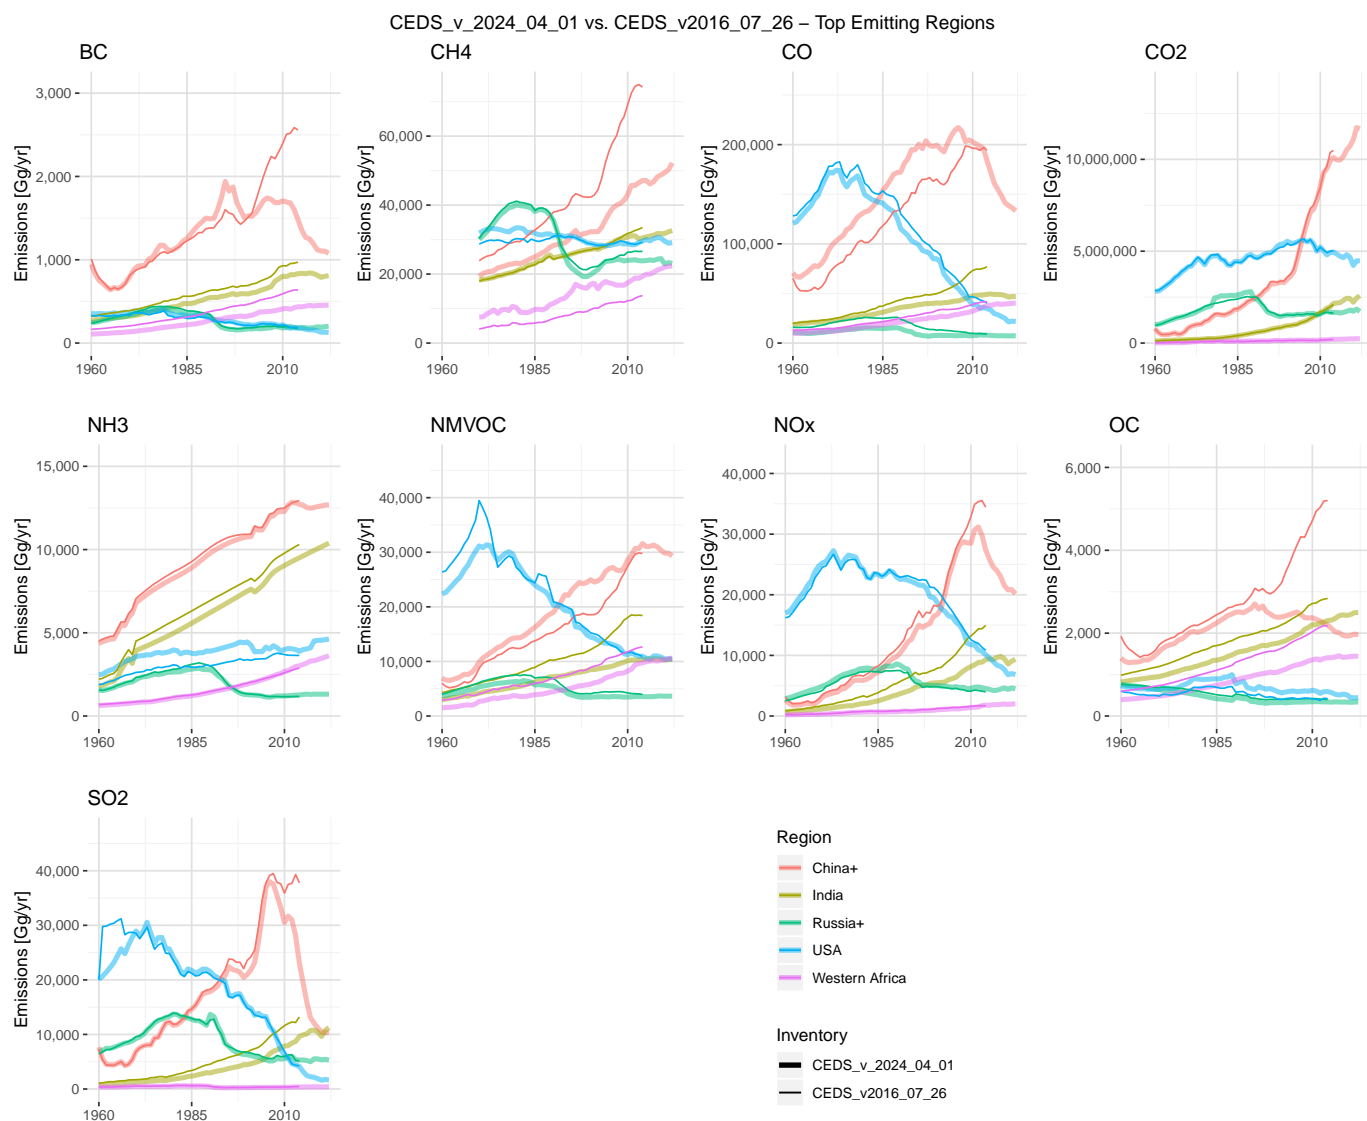 CEDS_v_2024_04_01 vs. CEDS_v2016_07_26 – Top Emitting Regions
BC
Emissions [Gg/yr]
3,000
2,000
1,000
0
1960
1985
2010
CH4
Emissions [Gg/yr]
60,000
40,000
20,000
0
1960
1985
2010
CO
Emissions [Gg/yr]
200,000
100,000
0
1960
1985
2010
CO2
Emissions [Gg/yr]
10,000,000
5,000,000
0
1960
1985
2010
NH3
Emissions [Gg/yr]
15,000
10,000
5,000
0
1960
1985
2010
NMVOC
Emissions [Gg/yr]
40,000
30,000
20,000
10,000
0
1960
1985
2010
NOx
Emissions [Gg/yr]
40,000
30,000
20,000
10,000
0
1960
1985
2010
OC
Emissions [Gg/yr]
6,000
4,000
2,000
0
1960
1985
2010
SO2
Emissions [Gg/yr]
40,000
30,000
20,000
10,000
0
1960
1985
2010
Region
China+
India
Russia+
USA
Western Africa
Inventory
CEDS_v_2024_04_01
CEDS_v2016_07_26